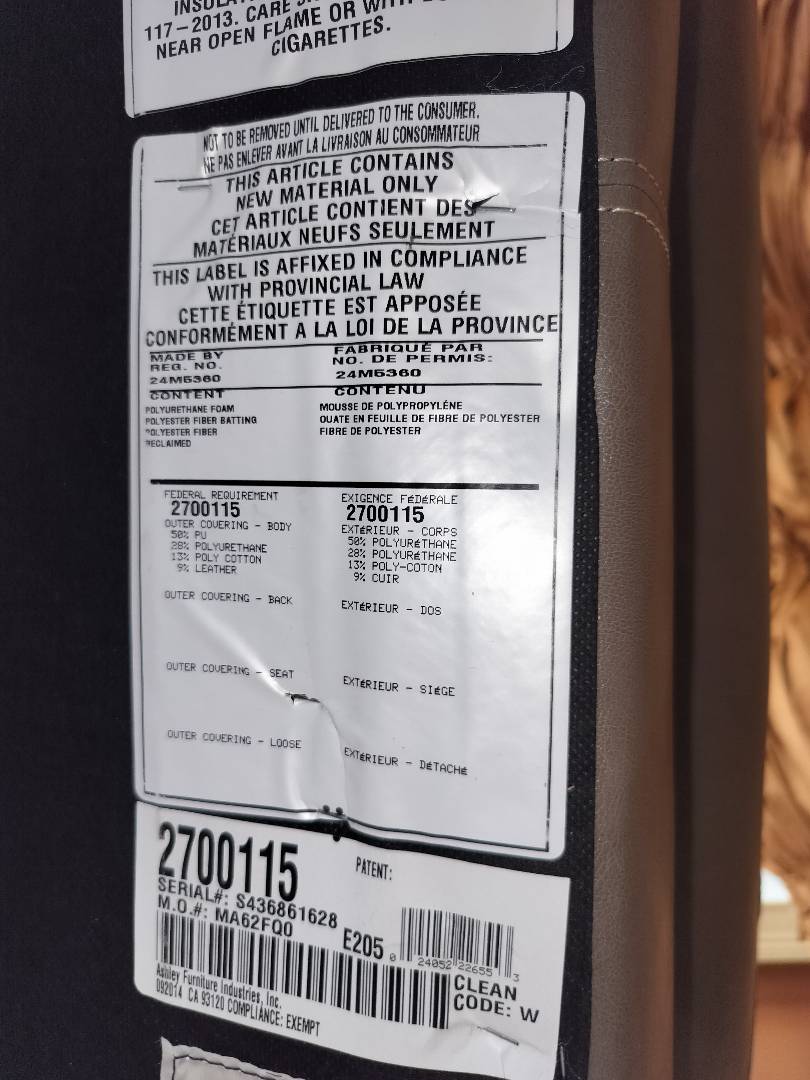 117-2013. CARE
NEAR OPEN FLAME OR WITH
CIGARETTES.
NOT TO BE REMOVED UNTIL DELIVERED TO THE CONSUMER.
NE PAS ENLEVER AVANT LA LIVRAISON AU CONSOMMATEUR
THIS ARTICLE CONTAINS
NEW MATERIAL ONLY
CET ARTICLE CONTIENT DES
MATÉRIAUX NEUFS SEULEMENT
THIS LABEL IS AFFIXED IN COMPLIANCE
WITH PROVINCIAL LAW
CETTE ÉTIQUETTE EST APPOSÉE
CONFORMÉMENT A LA LOI DE LA PROVINCE
MADE BY
REG. NO.
24M5360
FABRIQUÉ PAR
NO. DE PERMIS:
24M5360
CONTENT
POLYURETHANE FOAM
POLYESTER FIBER BATTING
POLYESTER FIBER
RECLAIMED
CONTENU
MOUSSE DE POLYPROPYLÉNE
OUATE EN FEUILLE DE FIBRE DE POLYESTER
FIBRE DE POLYESTER
FEDERAL REQUIREMENT
2700115
OUTER COVERING - BODY
50% PU
28% POLYURETHANE
13% POLY COTTON
9% LEATHER
OUTER COVERING - BACK
OUTER COVERING - SEAT
OUTER COVERING - LOOSE
EXIGENCE FÉDÉRALE
2700115
EXTÉRIEUR - CORPS
50% POLYURÉTHANE
28% POLYURÉTHANE
13% POLY-COTON
9% CUIR
EXTÉRIEUR - DOS
EXTÉRIEUR - SIÉGE
EXTÉRIEUR - DÉTACHÉ
2700115
PATENT:
SERIAL#: S436861628
M.O.#: MA62FQ0
E205
0 24052 22655 3
CLEAN
CODE: W
Ashley Furniture Industries, Inc.
092014 CA 93120 COMPLIANCE: EXEMPT